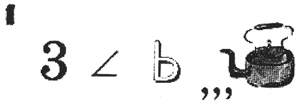 3 ∠ b ,,,